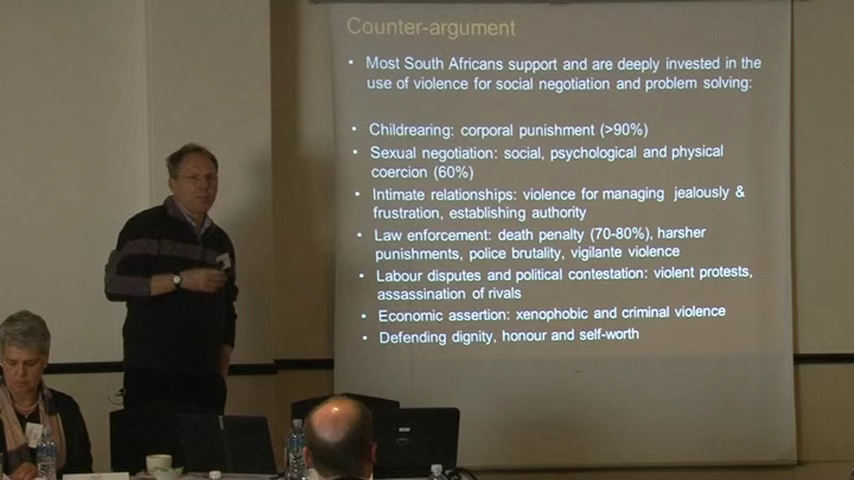 Counter-argument
• Most South Africans support and are deeply invested in the
use of violence for social negotiation and problem solving:
• Childrearing: corporal punishment (>90%)
• Sexual negotiation: social, psychological and physical
coercion (60%)
• Intimate relationships: violence for managing jealously &
frustration, establishing authority
• Law enforcement: death penalty (70-80%), harsher
punishments, police brutality, vigilante violence
• Labour disputes and political contestation: violent protests,
assassination of rivals
• Economic assertion: xenophobic and criminal violence
• Defending dignity, honour and self-worth